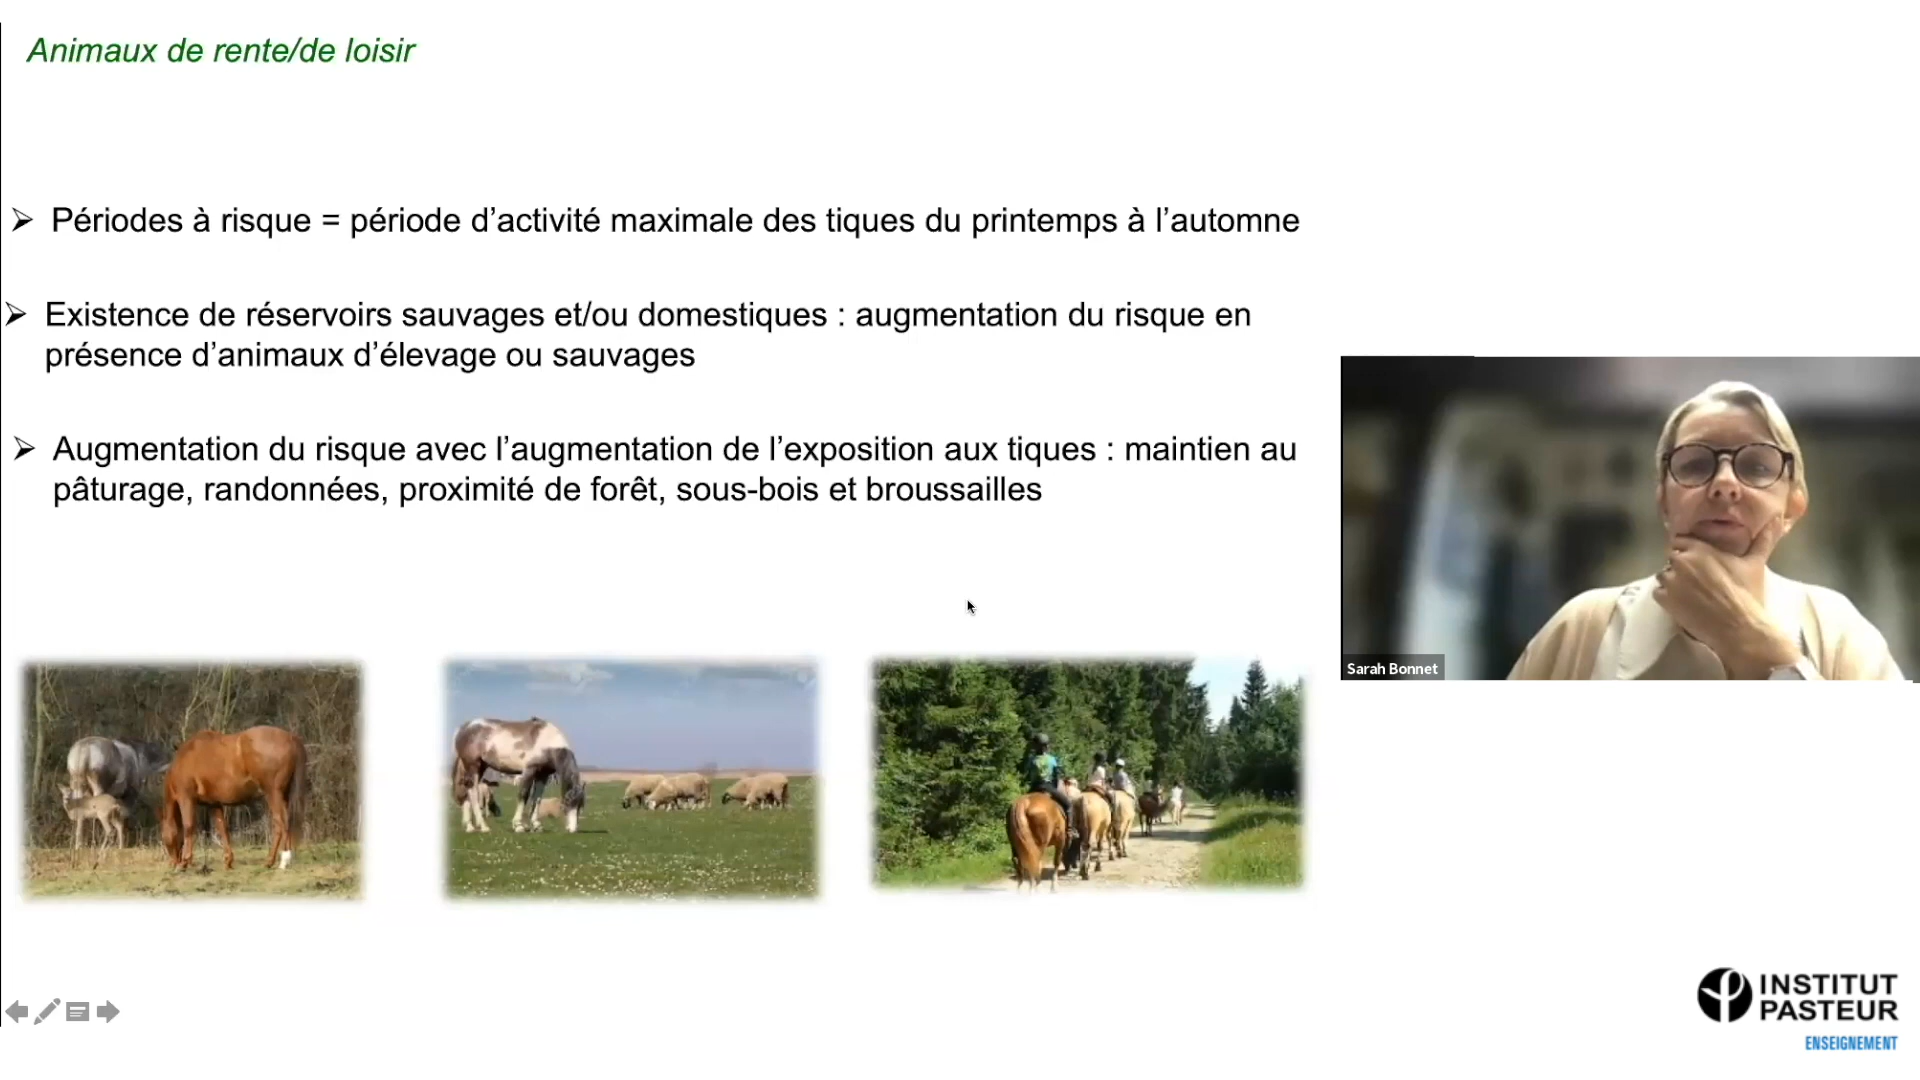 Animaux de rente/de loisir
➢ Périodes à risque = période d’activité maximale des tiques du printemps à l’automne
➢ Existence de réservoirs sauvages et/ou domestiques : augmentation du risque en
présence d’animaux d’élevage ou sauvages
➢ Augmentation du risque avec l’augmentation de l’exposition aux tiques : maintien au
pâturage, randonnées, proximité de forêt, sous-bois et broussailles
Sarah Bonnet
INSTITUT
PASTEUR
ENSEIGNEMENT